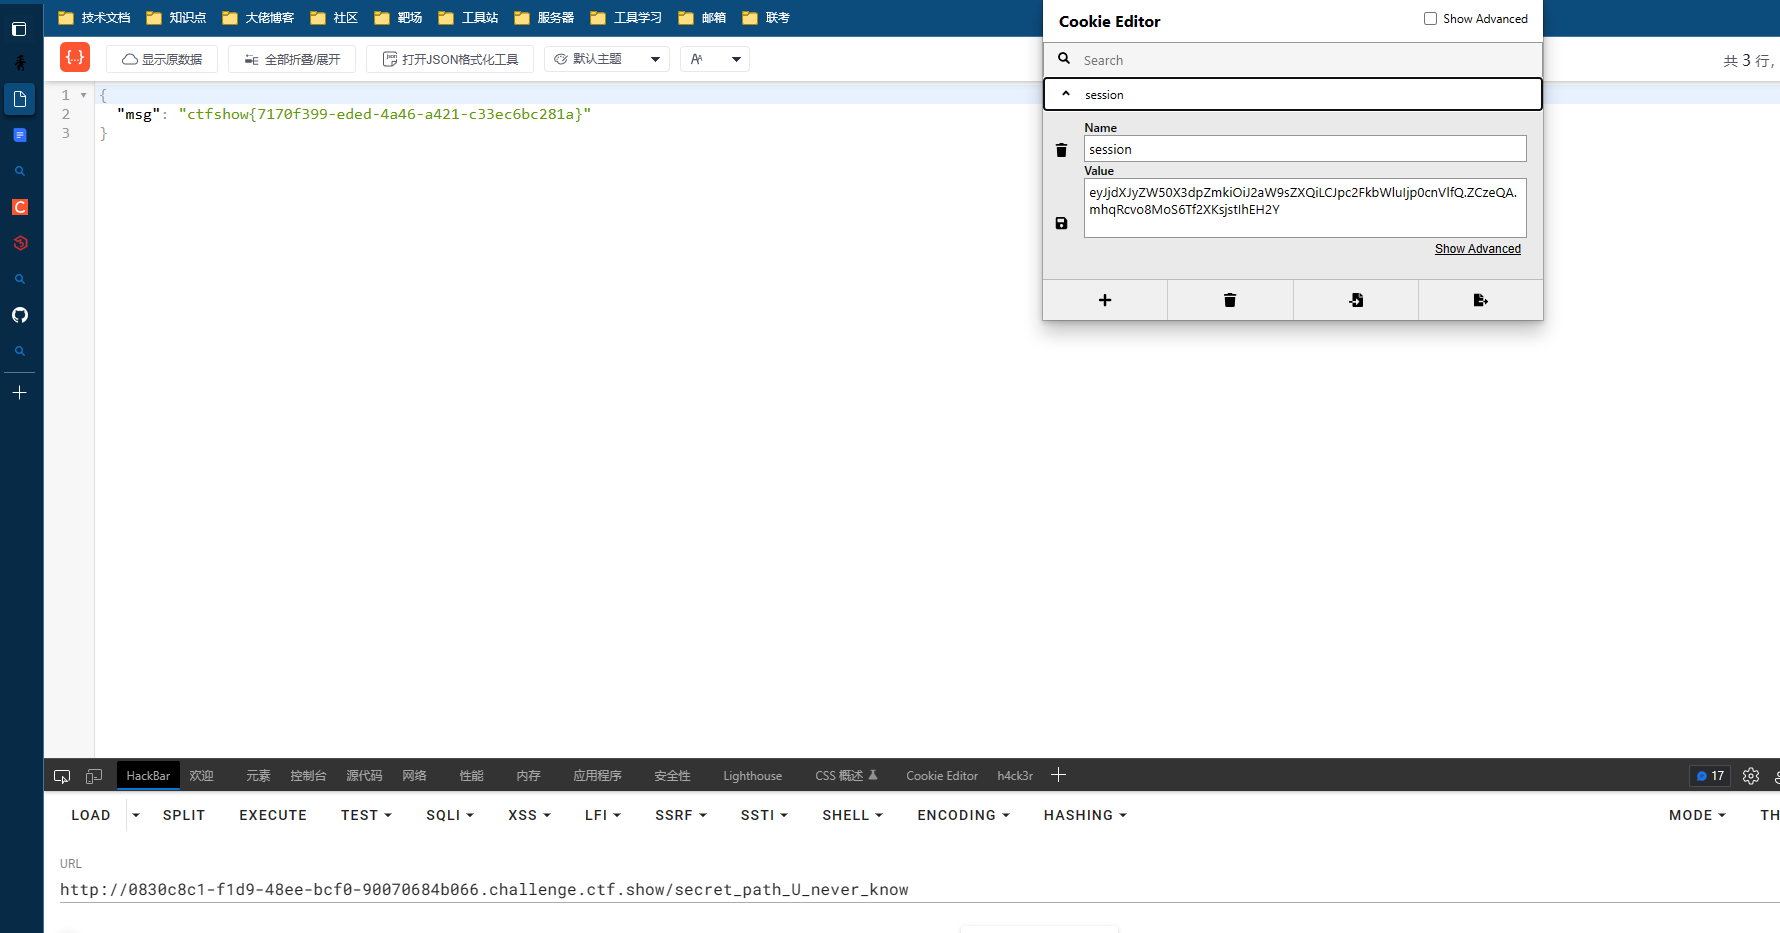 技术文档 知识点 大佬博客 社区 靶场 工具站 服务器 工具学习 邮箱 联考
Cookie Editor
Show Advanced
{...} 显示原数据 全部折叠/展开 打开JSON格式化工具 默认主题
共 3 行，
Search
session
1 {
2 "msg": "ctfshow{7170f399-eded-4a46-a421-c33ec6bc281a}"
3 }
Name
session
Value
eyJjdXJyZW50X3dpZmkiOiJ2aW9sZXQiLCJpc2FkbWluIjp0cnVlfQ.ZCzeQA.
mhqRcvo8MoS6Tf2XKsjstIhEH2Y
Show Advanced
HackBar 欢迎 元素 控制台 源代码 网络 性能 内存 应用程序 安全性 Lighthouse CSS 概述 Cookie Editor h4ck3r 17
LOAD SPLIT EXECUTE TEST SQLI XSS LFI SSRF SSTI SHELL ENCODING HASHING MODE TH
URL
http://0830c8c1-f1d9-48ee-bcf0-90070684b066.challenge.ctf.show/secret_path_U_never_know